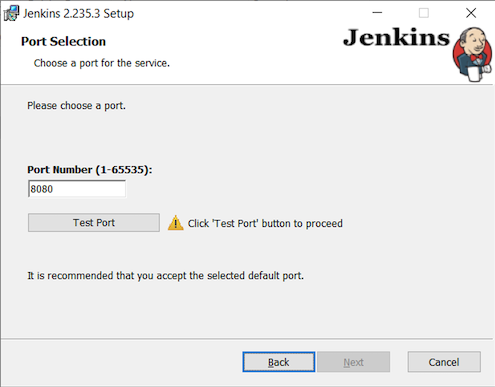 Jenkins 2.235.3 Setup
Port Selection
Choose a port for the service.
Jenkins
Please choose a port.
Port Number (1-65535):
8080
Test Port
Click 'Test Port' button to proceed
It is recommended that you accept the selected default port.
Back
Next
Cancel